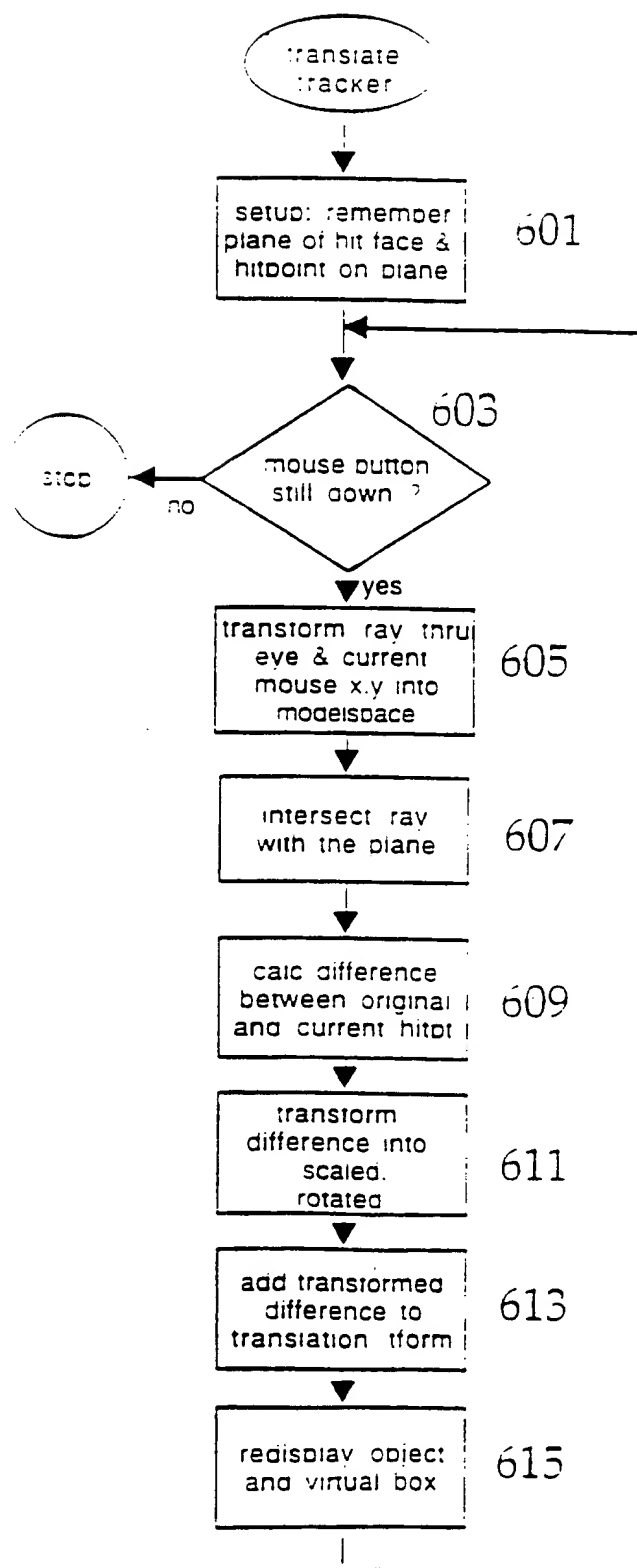 translate
tracker
setup: remember
plane of hit face &
hitpoint on plane
601
603
mouse button
still down ?
stop
no
yes
transform ray thru
eye & current
mouse x.y into
modelspace
605
intersect ray
with the plane
607
calc difference
between original
and current hitpt
609
transform
difference into
scaled.
rotated
611
add transformed
difference to
translation tform
613
redisplay object
and virtual box
615